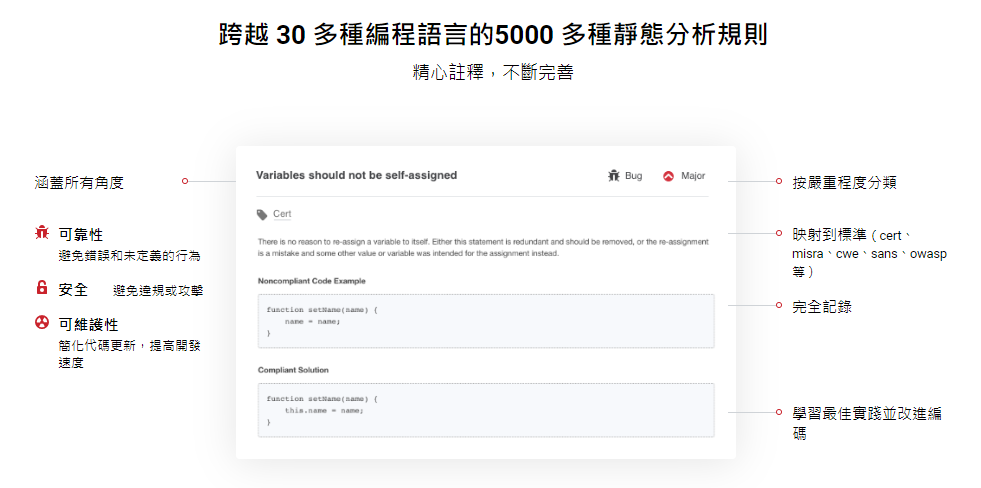 跨越 30 多種編程語言的5000 多種靜態分析規則
精心註釋，不斷完善
涵蓋所有角度
可靠性
避免錯誤和未定義的行為
安全 避免違規或攻擊
可維護性
簡化代碼更新，提高開發
速度
Variables should not be self-assigned
Bug
Major
Cert
There is no reason to re-assign a variable to itself. Either this statement is redundant and should be removed, or the re-assignment
is a mistake and some other value or variable was intended for the assignment instead.
Noncompliant Code Example
function setName(name) {
    name = name;
}
Compliant Solution
function setName(name) {
    this.name = name;
}
按嚴重程度分類
映射到標準（cert、
misra、cwe、sans、owasp
等）
完全記錄
學習最佳實踐並改進編
碼